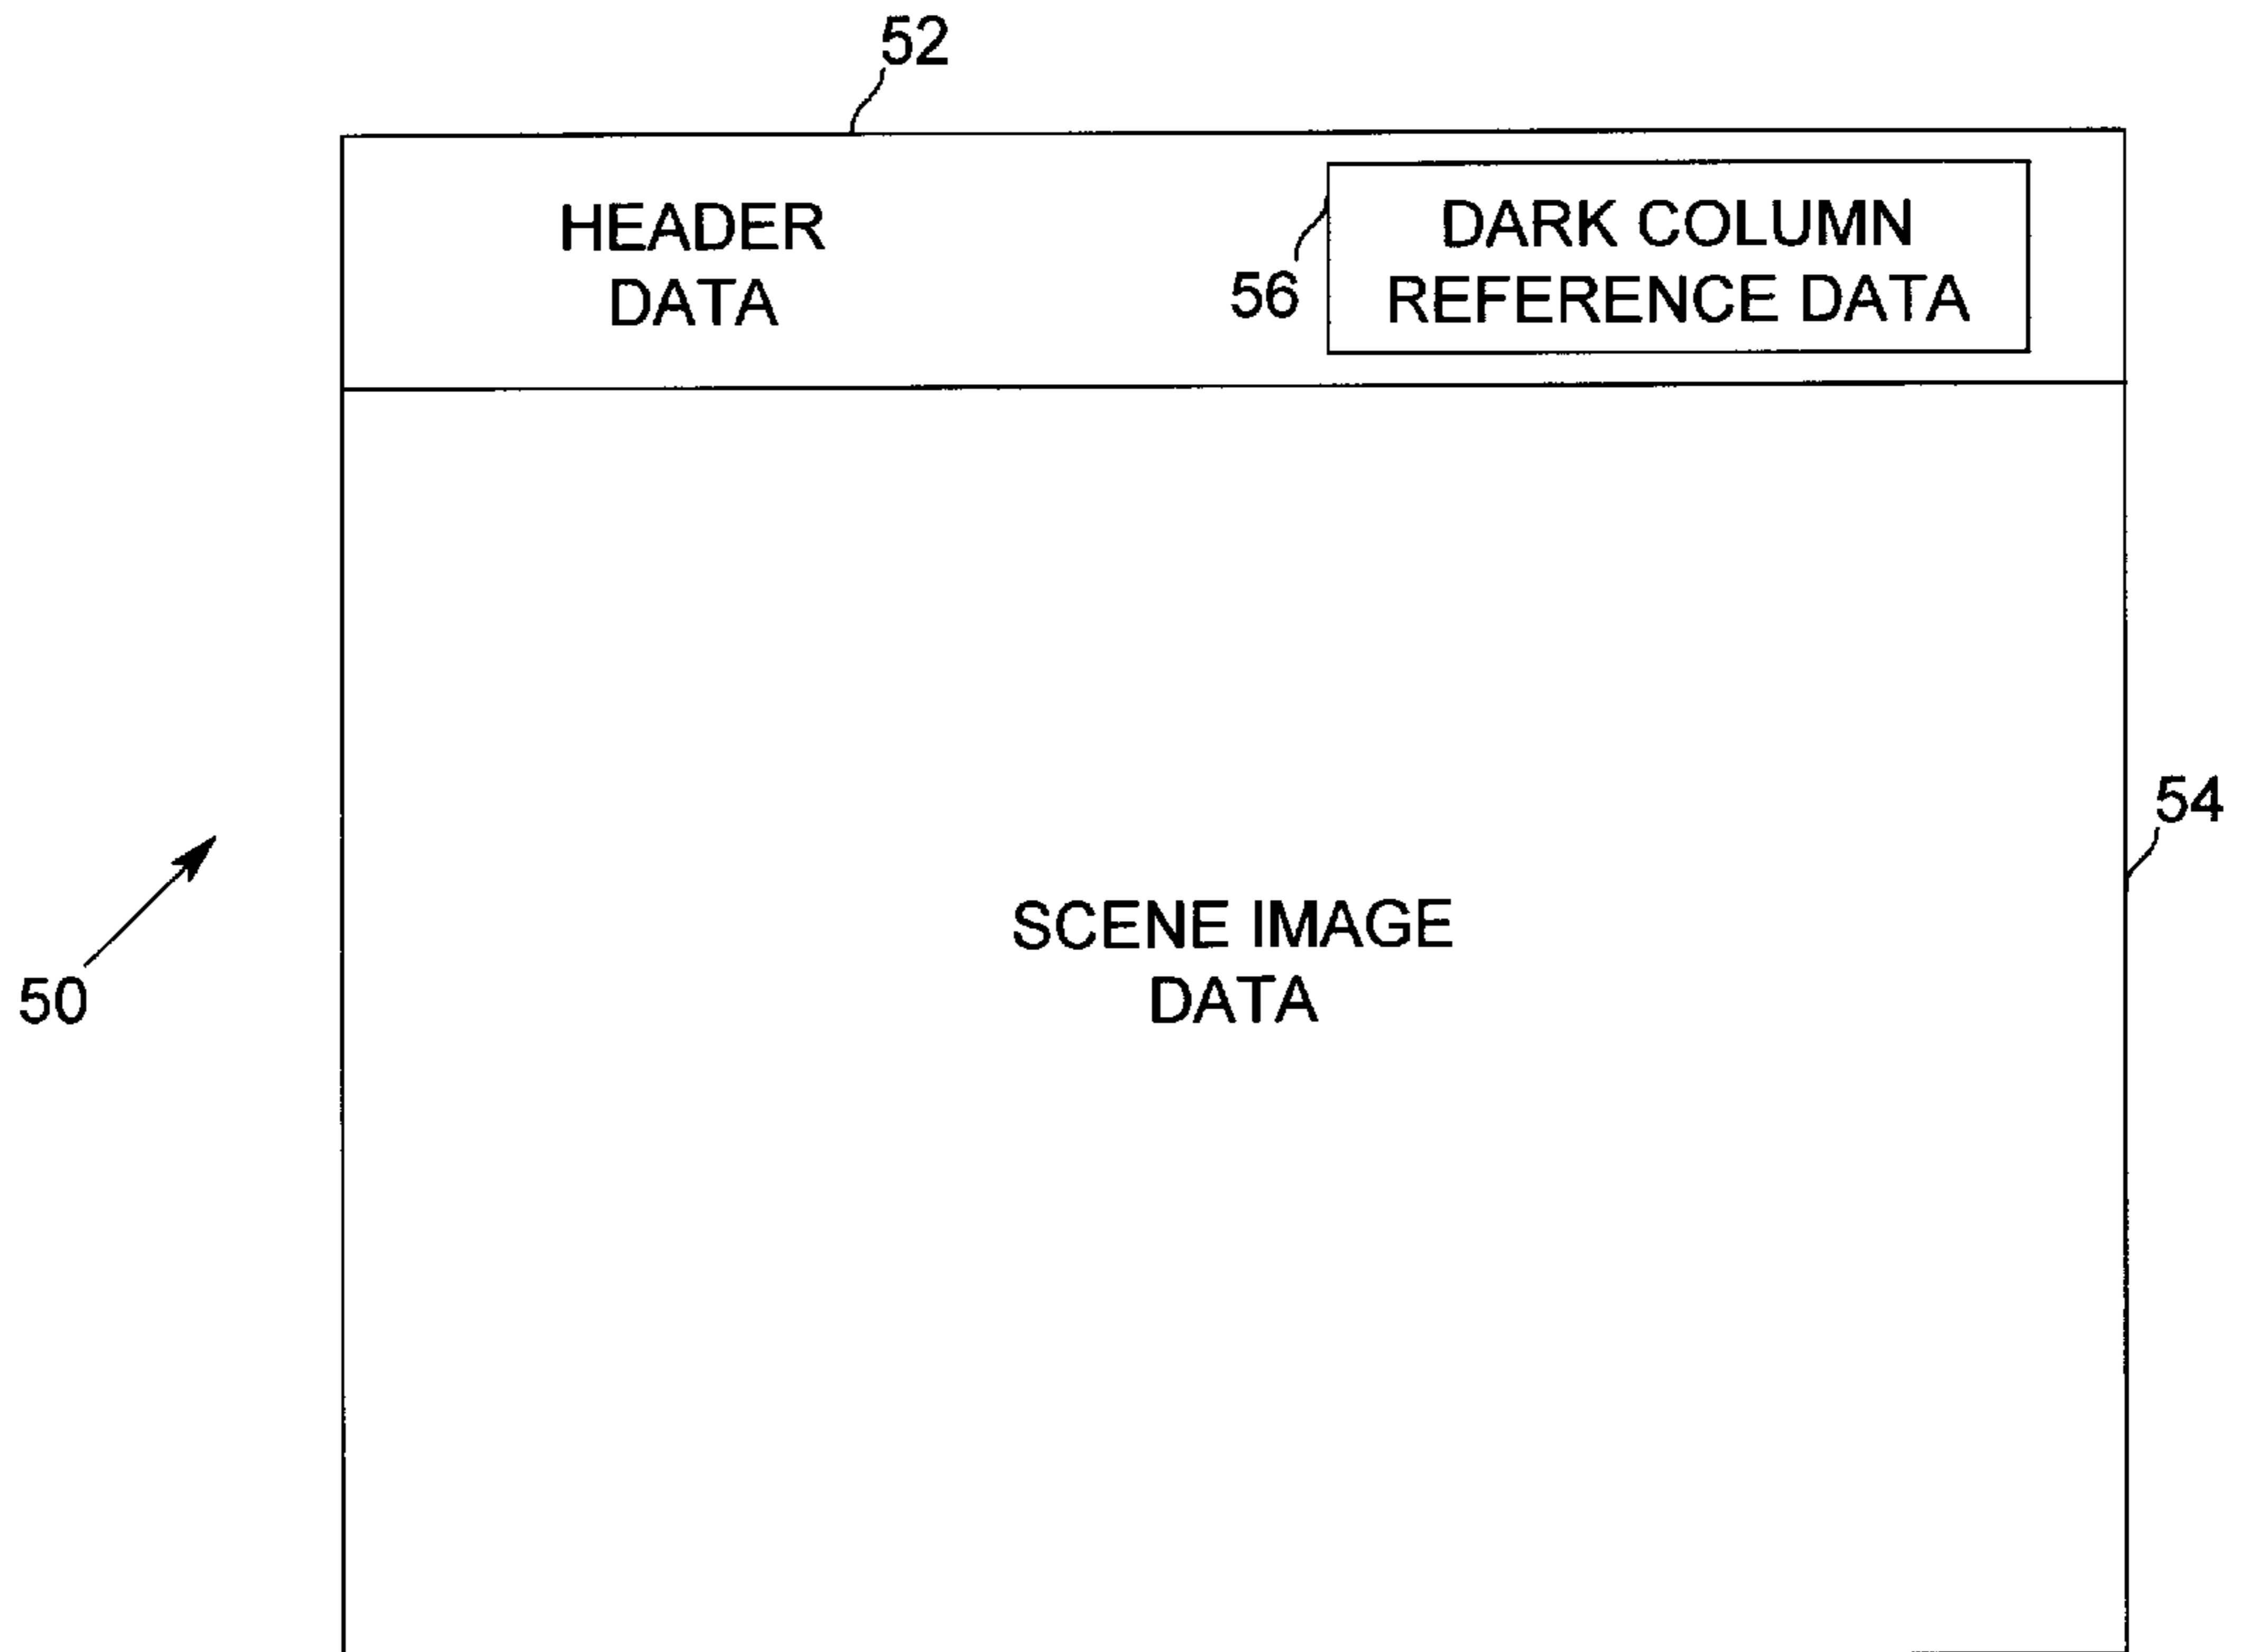 52
HEADER
DATA
56
DARK COLUMN
REFERENCE DATA
54
SCENE IMAGE
DATA
50